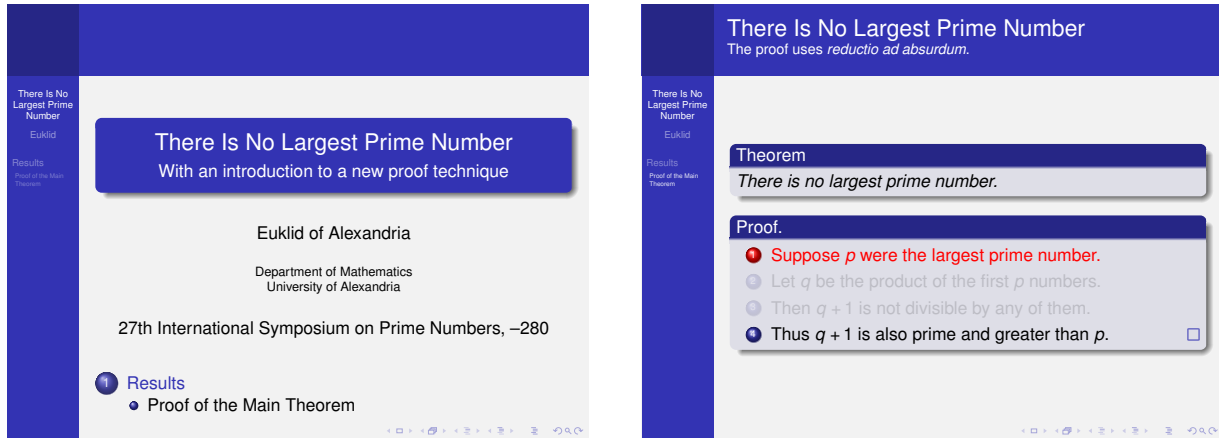 There Is No
Largest Prime
Number
Euklid
Results
Proof of the Main
Theorem
There Is No Largest Prime Number
With an introduction to a new proof technique
Euklid of Alexandria
Department of Mathematics
University of Alexandria
27th International Symposium on Prime Numbers, –280
1 Results
Proof of the Main Theorem
There Is No Largest Prime Number
The proof uses reductio ad absurdum.
There Is No
Largest Prime
Number
Euklid
Results
Proof of the Main
Theorem
Theorem
There is no largest prime number.
Proof.
1 Suppose p were the largest prime number.
2 Let q be the product of the first p numbers.
3 Then q + 1 is not divisible by any of them.
4 Thus q + 1 is also prime and greater than p.